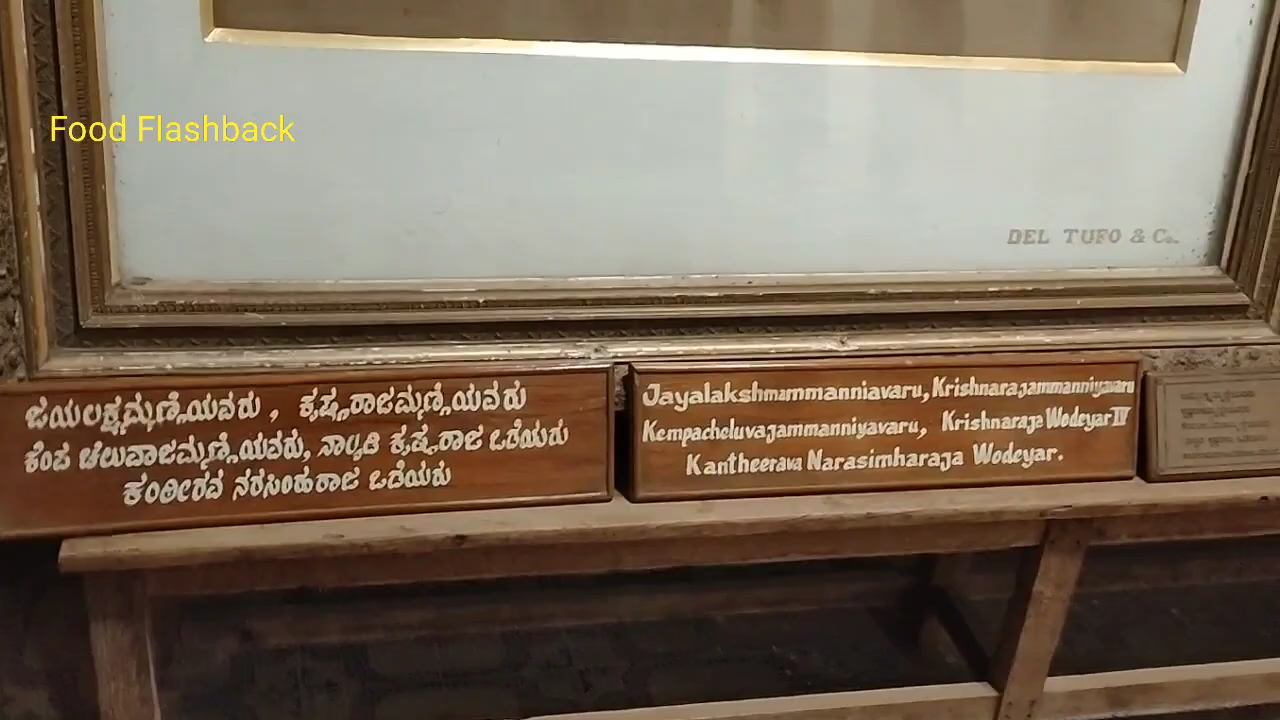 Food Flashback
DEL TUFO & Co.
ಜಯಲಕ್ಷ್ಮಮ್ಮಣ್ಣಿಯವರು, ಕೃಷ್ಣರಾಜಮ್ಮಣ್ಣಿಯವರು
ಕೆಂಪ ಚೆಲುವಾಜಮ್ಮಣ್ಣಿಯವರು, ನಾಲ್ವಡಿ ಕೃಷ್ಣರಾಜ ಒಡೆಯರು
ಕಂಠೀರವ ನರಸಿಂಹರಾಜ ಒಡೆಯರು
Jayalakshmammanniavaru, Krishnarajammanniyavaru
Kempacheluvajammanniyavaru, Krishnaraja Wodeyar IV
Kantheerava Narasimharaja Wodeyar.